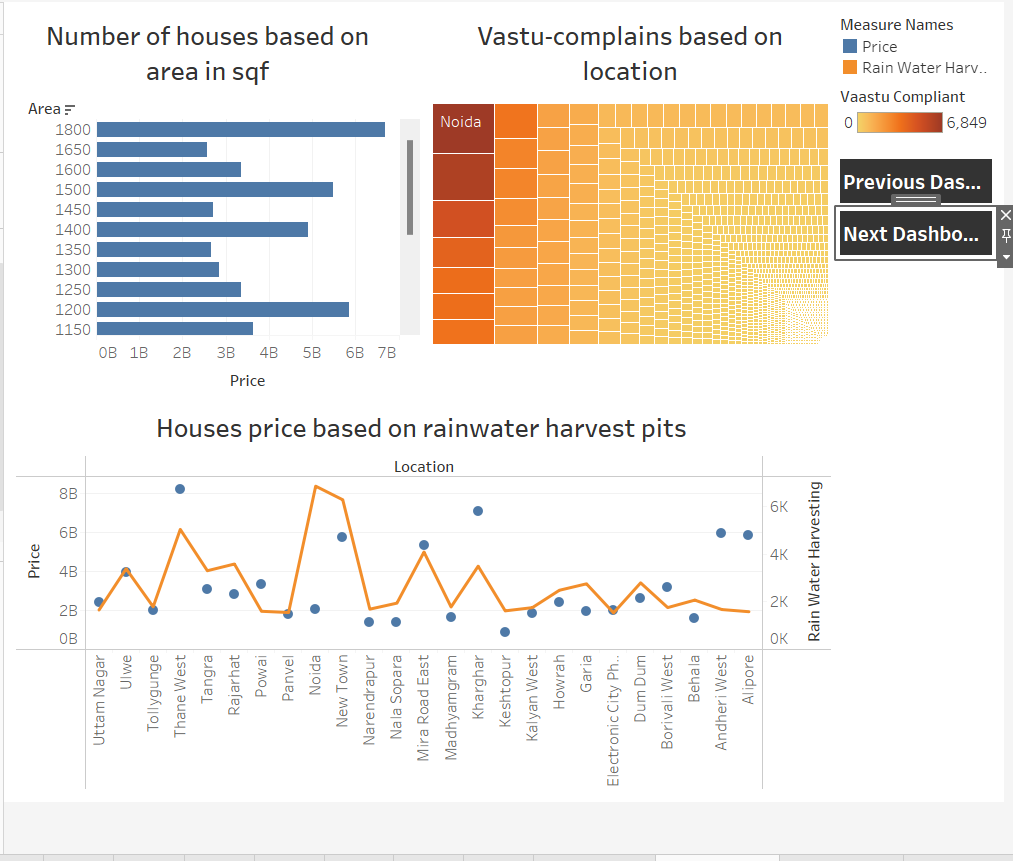 Number of houses based on
area in sqf
Area
1800
1650
1600
1500
1450
1400
1350
1300
1250
1200
1150
0B 1B 2B 3B 4B 5B 6B 7B
Price
Vastu-complains based on
location
Noida
Measure Names
Price
Rain Water Harv..
Vaastu Compliant
0 6,849
Previous Das...
Next Dashbo...
Houses price based on rainwater harvest pits
Location
Price
8B
6B
4B
2B
0B
6K
4K
2K
0K
Rain Water Harvesting
Uttam Nagar
Ulwe
Tollygunge
Thane West
Tangra
Rajarhat
Powai
Panvel
Noida
New Town
Narendrapur
Nala Sopara
Mira Road East
Madhyamgram
Kharghar
Keshtopur
Kalyan West
Howrah
Garia
Electronic City Ph..
Dum Dum
Borivali West
Behala
Andheri West
Alipore